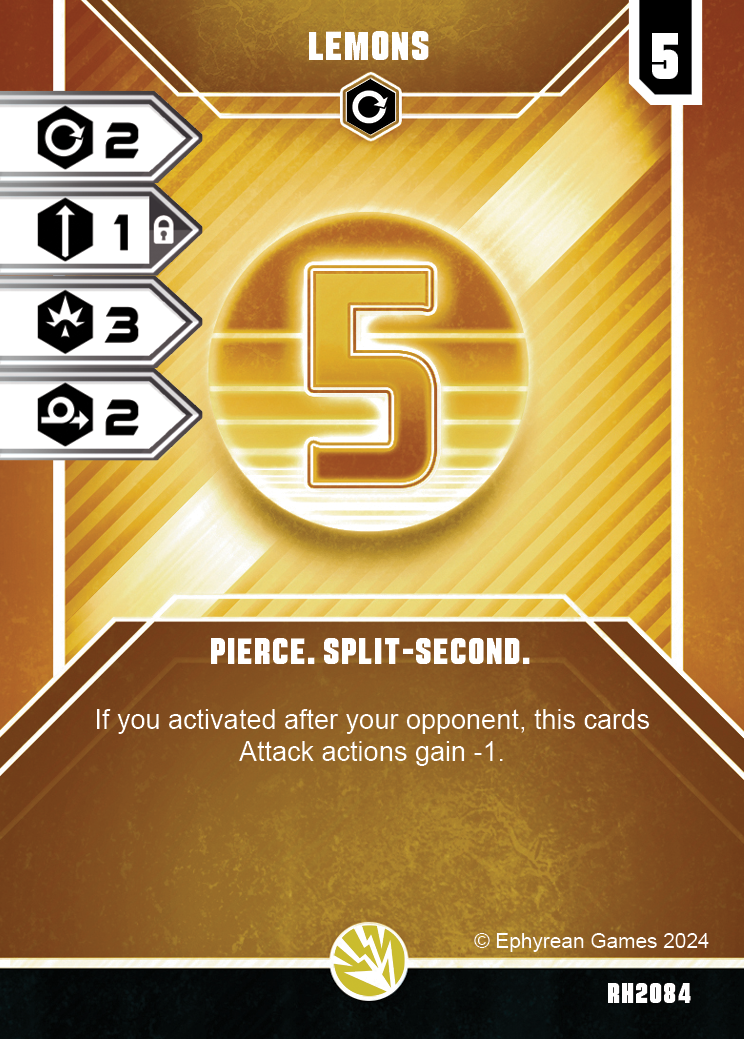 LEMONS
5
2
1
3
2
5
PIERCE. SPLIT-SECOND.
If you activated after your opponent, this cards
Attack actions gain -1.
© Ephyrean Games 2024
RH2084